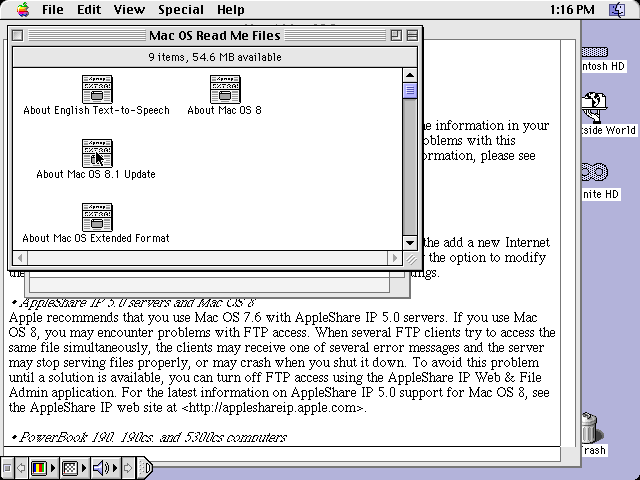 File Edit View Special Help
1:16 PM
Mac OS Read Me Files
9 items, 54.6 MB available
About English Text-to-Speech
About Mac OS 8
About Mac OS 8.1 Update
About Mac OS Extended Format
ntosh HD
tside World
nite HD
Trash
he information in your
oblems with this
ormation, please see
the add a new Internet
the option to modify
ngs.
• AppleShare IP 5.0 servers and Mac OS 8
Apple recommends that you use Mac OS 7.6 with AppleShare IP 5.0 servers. If you use Mac
OS 8, you may encounter problems with FTP access. When several FTP clients try to access the
same file simultaneously, the clients may receive one of several error messages and the server
may stop serving files properly, or may crash when you shut it down. To avoid this problem
until a solution is available, you can turn off FTP access using the AppleShare IP Web & File
Admin application. For the latest information on AppleShare IP 5.0 support for Mac OS 8, see
the AppleShare IP web site at <http://appleshareip.apple.com>.
• PowerBook 190, 190cs, and 5300cs computers